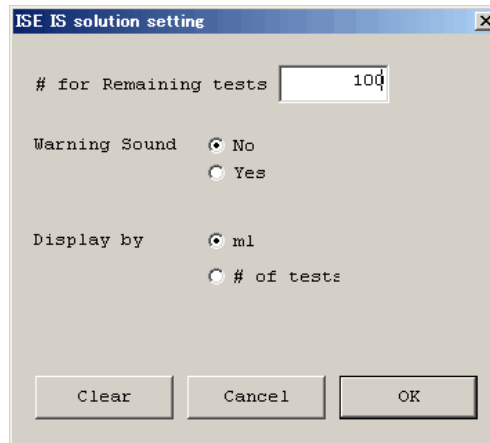 ISE IS solution setting
# for Remaining tests 100
Warning Sound No
Yes
Display by ml
# of tests
Clear Cancel OK